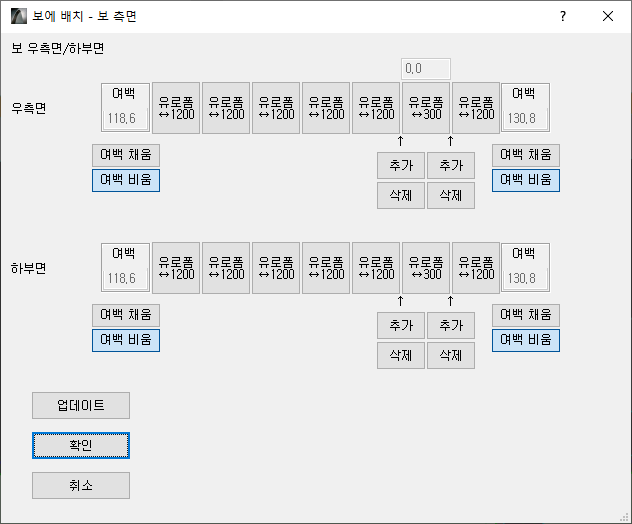 보에 배치 - 보 측면
보 우측면/하부면
0,0
우측면
여백
118,6
유로폼
↔1200
유로폼
↔1200
유로폼
↔1200
유로폼
↔1200
유로폼
↔1200
유로폼
↔300
유로폼
↔1200
여백
130,8
여백 채움
여백 비움
↑
↑
추가
추가
삭제
삭제
여백 채움
여백 비움
하부면
여백
118,6
유로폼
↔1200
유로폼
↔1200
유로폼
↔1200
유로폼
↔1200
유로폼
↔1200
유로폼
↔300
유로폼
↔1200
여백
130,8
여백 채움
여백 비움
↑
↑
추가
추가
삭제
삭제
여백 채움
여백 비움
업데이트
확인
취소